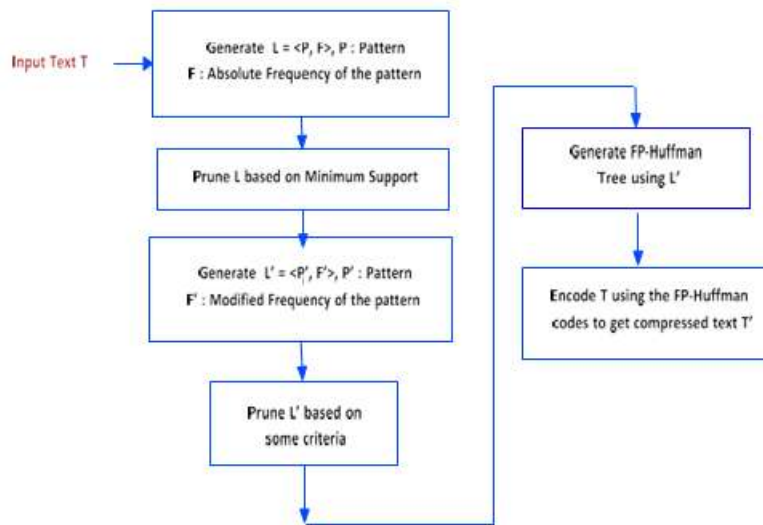 Input Text T
Generate L = <P, F>, P : Pattern
F : Absolute Frequency of the pattern
Prune L based on Minimum Support
Generate L' = <P', F'>, P' : Pattern
F' : Modified Frequency of the pattern
Prune L' based on
some criteria
Generate FP-Huffman
Tree using L'
Encode T using the FP-Huffman
codes to get compressed text T'